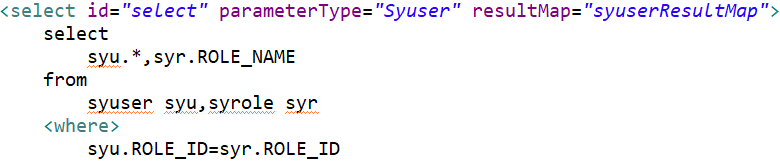 <select id="select" parameterType="Syuser" resultMap="syuserResultMap">
select
syu.*,syr.ROLE_NAME
from
syuser syu,syrole syr
<where>
syu.ROLE_ID=syr.ROLE_ID